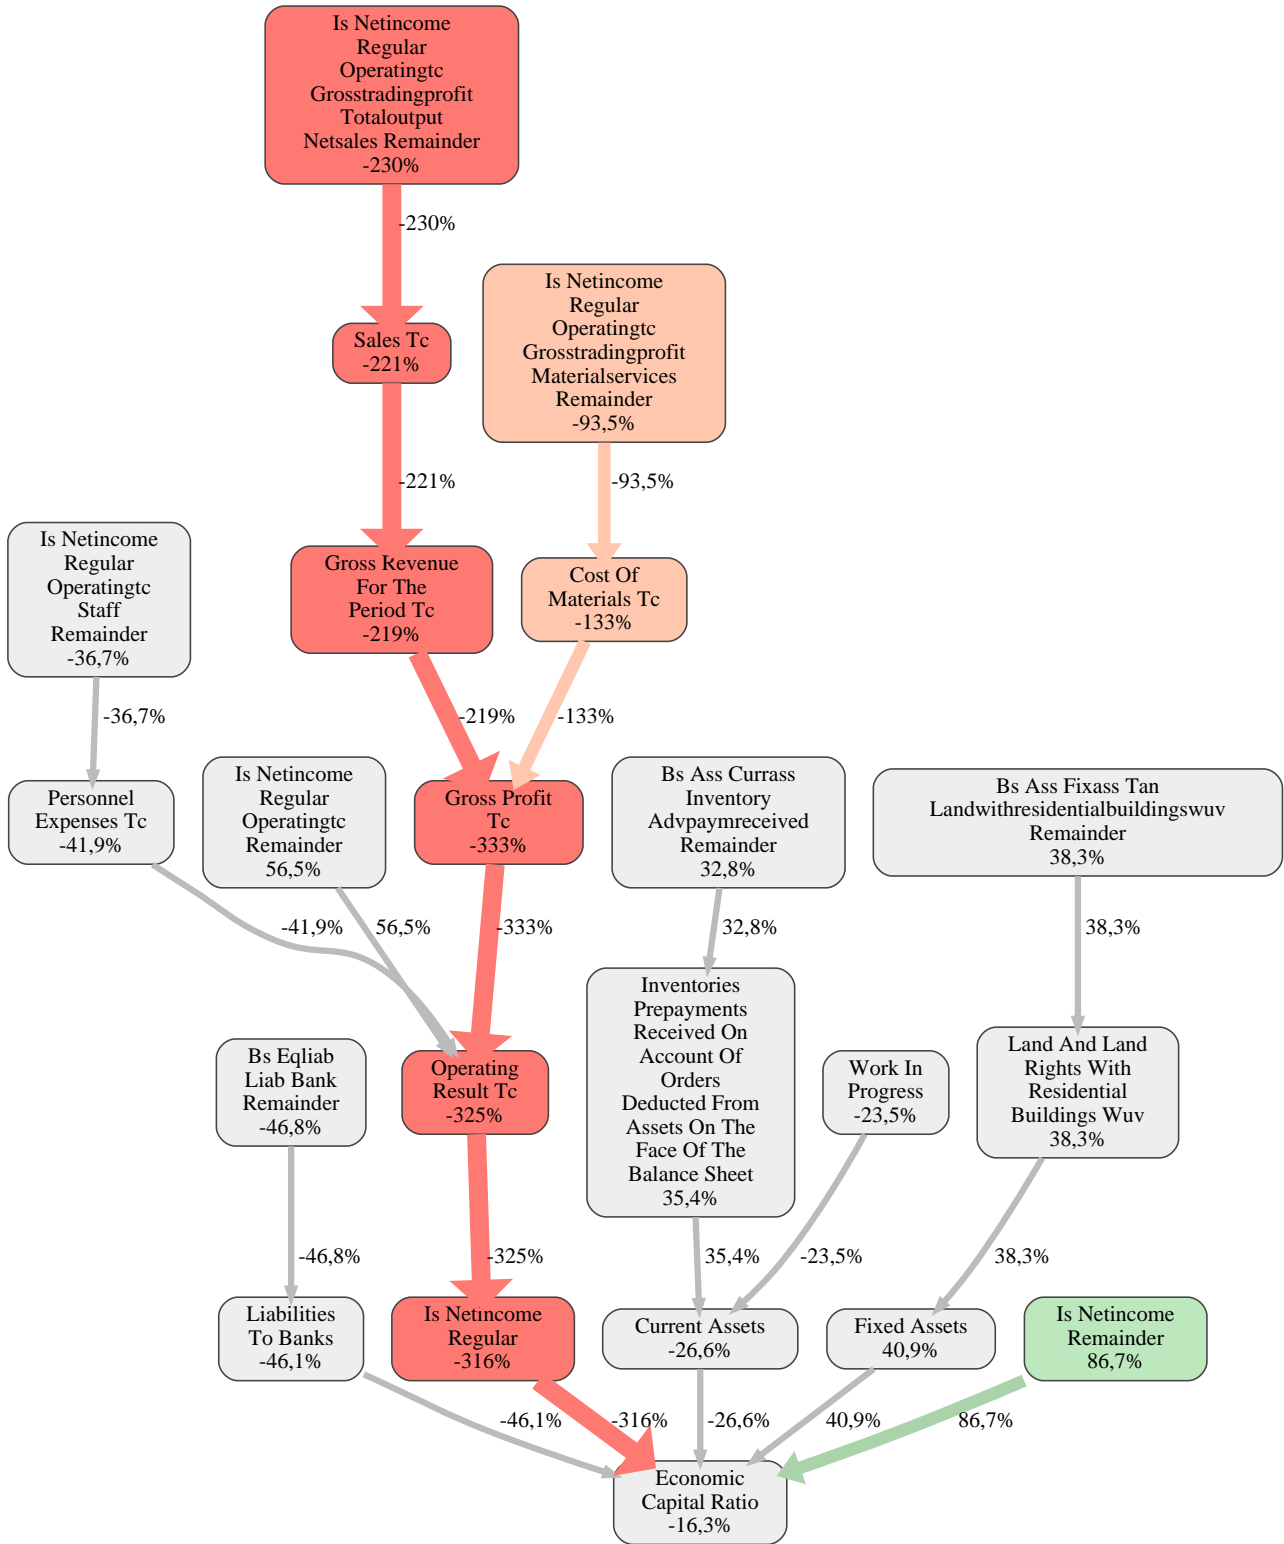 Is Netincome
Regular
Operatingtc
Grosstradingprofit
Totaloutput
Netsales Remainder
-230%
-230%
Is Netincome
Regular
Operatingtc
Grosstradingprofit
Materialservices
Remainder
-93,5%
Sales Tc
-221%
-221%
-93,5%
Is Netincome
Regular
Operatingtc
Staff
Remainder
-36,7%
Gross Revenue
For The
Period Tc
-219%
Cost Of
Materials Tc
-133%
-36,7%
-219%
-133%
Personnel
Expenses Tc
-41,9%
Is Netincome
Regular
Operatingtc
Remainder
56,5%
Gross Profit
Tc
-333%
Bs Ass Currass
Inventory
Advpaymreceived
Remainder
32,8%
Bs Ass Fixass Tan
Landwithresidentialbuildingswuv
Remainder
38,3%
-41,9%
56,5%
-333%
32,8%
38,3%
Bs Eqliab
Liab Bank
Remainder
-46,8%
Operating
Result Tc
-325%
Inventories
Prepayments
Received On
Account Of
Orders
Deducted From
Assets On The
Face Of The
Balance Sheet
35,4%
Work In
Progress
-23,5%
Land And Land
Rights With
Residential
Buildings Wuv
38,3%
-46,8%
-325%
35,4%
-23,5%
38,3%
Liabilities
To Banks
-46,1%
Is Netincome
Regular
-316%
Current Assets
-26,6%
Fixed Assets
40,9%
Is Netincome
Remainder
86,7%
-46,1%
-316%
-26,6%
40,9%
86,7%
Economic
Capital Ratio
-16,3%